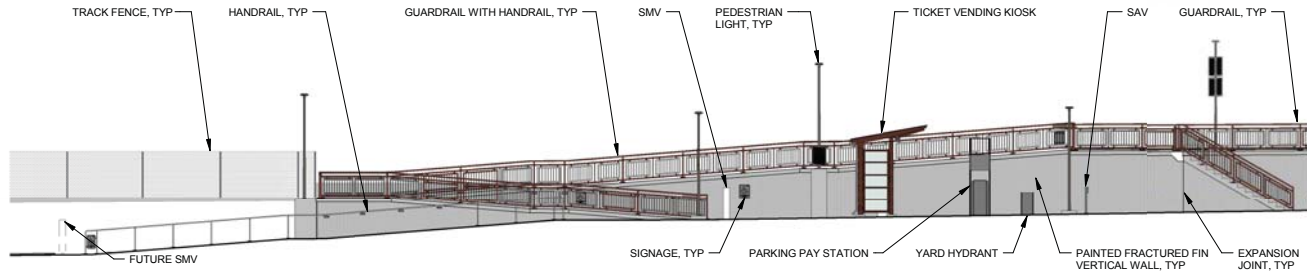 TRACK FENCE, TYP
HANDRAIL, TYP
GUARDRAIL WITH HANDRAIL, TYP
SMV
PEDESTRIAN
LIGHT, TYP
TICKET VENDING KIOSK
SAV
GUARDRAIL, TYP
FUTURE SMV
SIGNAGE, TYP
PARKING PAY STATION
YARD HYDRANT
PAINTED FRACTURED FIN
VERTICAL WALL, TYP
EXPANSION
JOINT, TYP